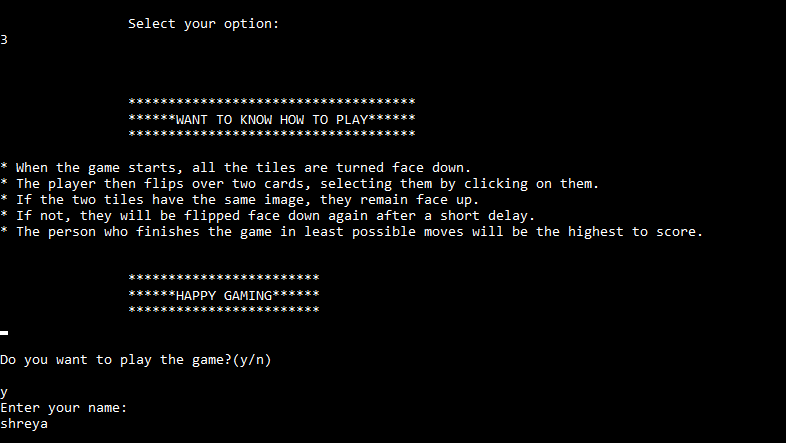 Select your option:
3
************************************
******WANT TO KNOW HOW TO PLAY******
************************************
* When the game starts, all the tiles are turned face down.
* The player then flips over two cards, selecting them by clicking on them.
* If the two tiles have the same image, they remain face up.
* If not, they will be flipped face down again after a short delay.
* The person who finishes the game in least possible moves will be the highest to score.
************************
******HAPPY GAMING******
************************
Do you want to play the game?(y/n)
y
Enter your name:
shreya